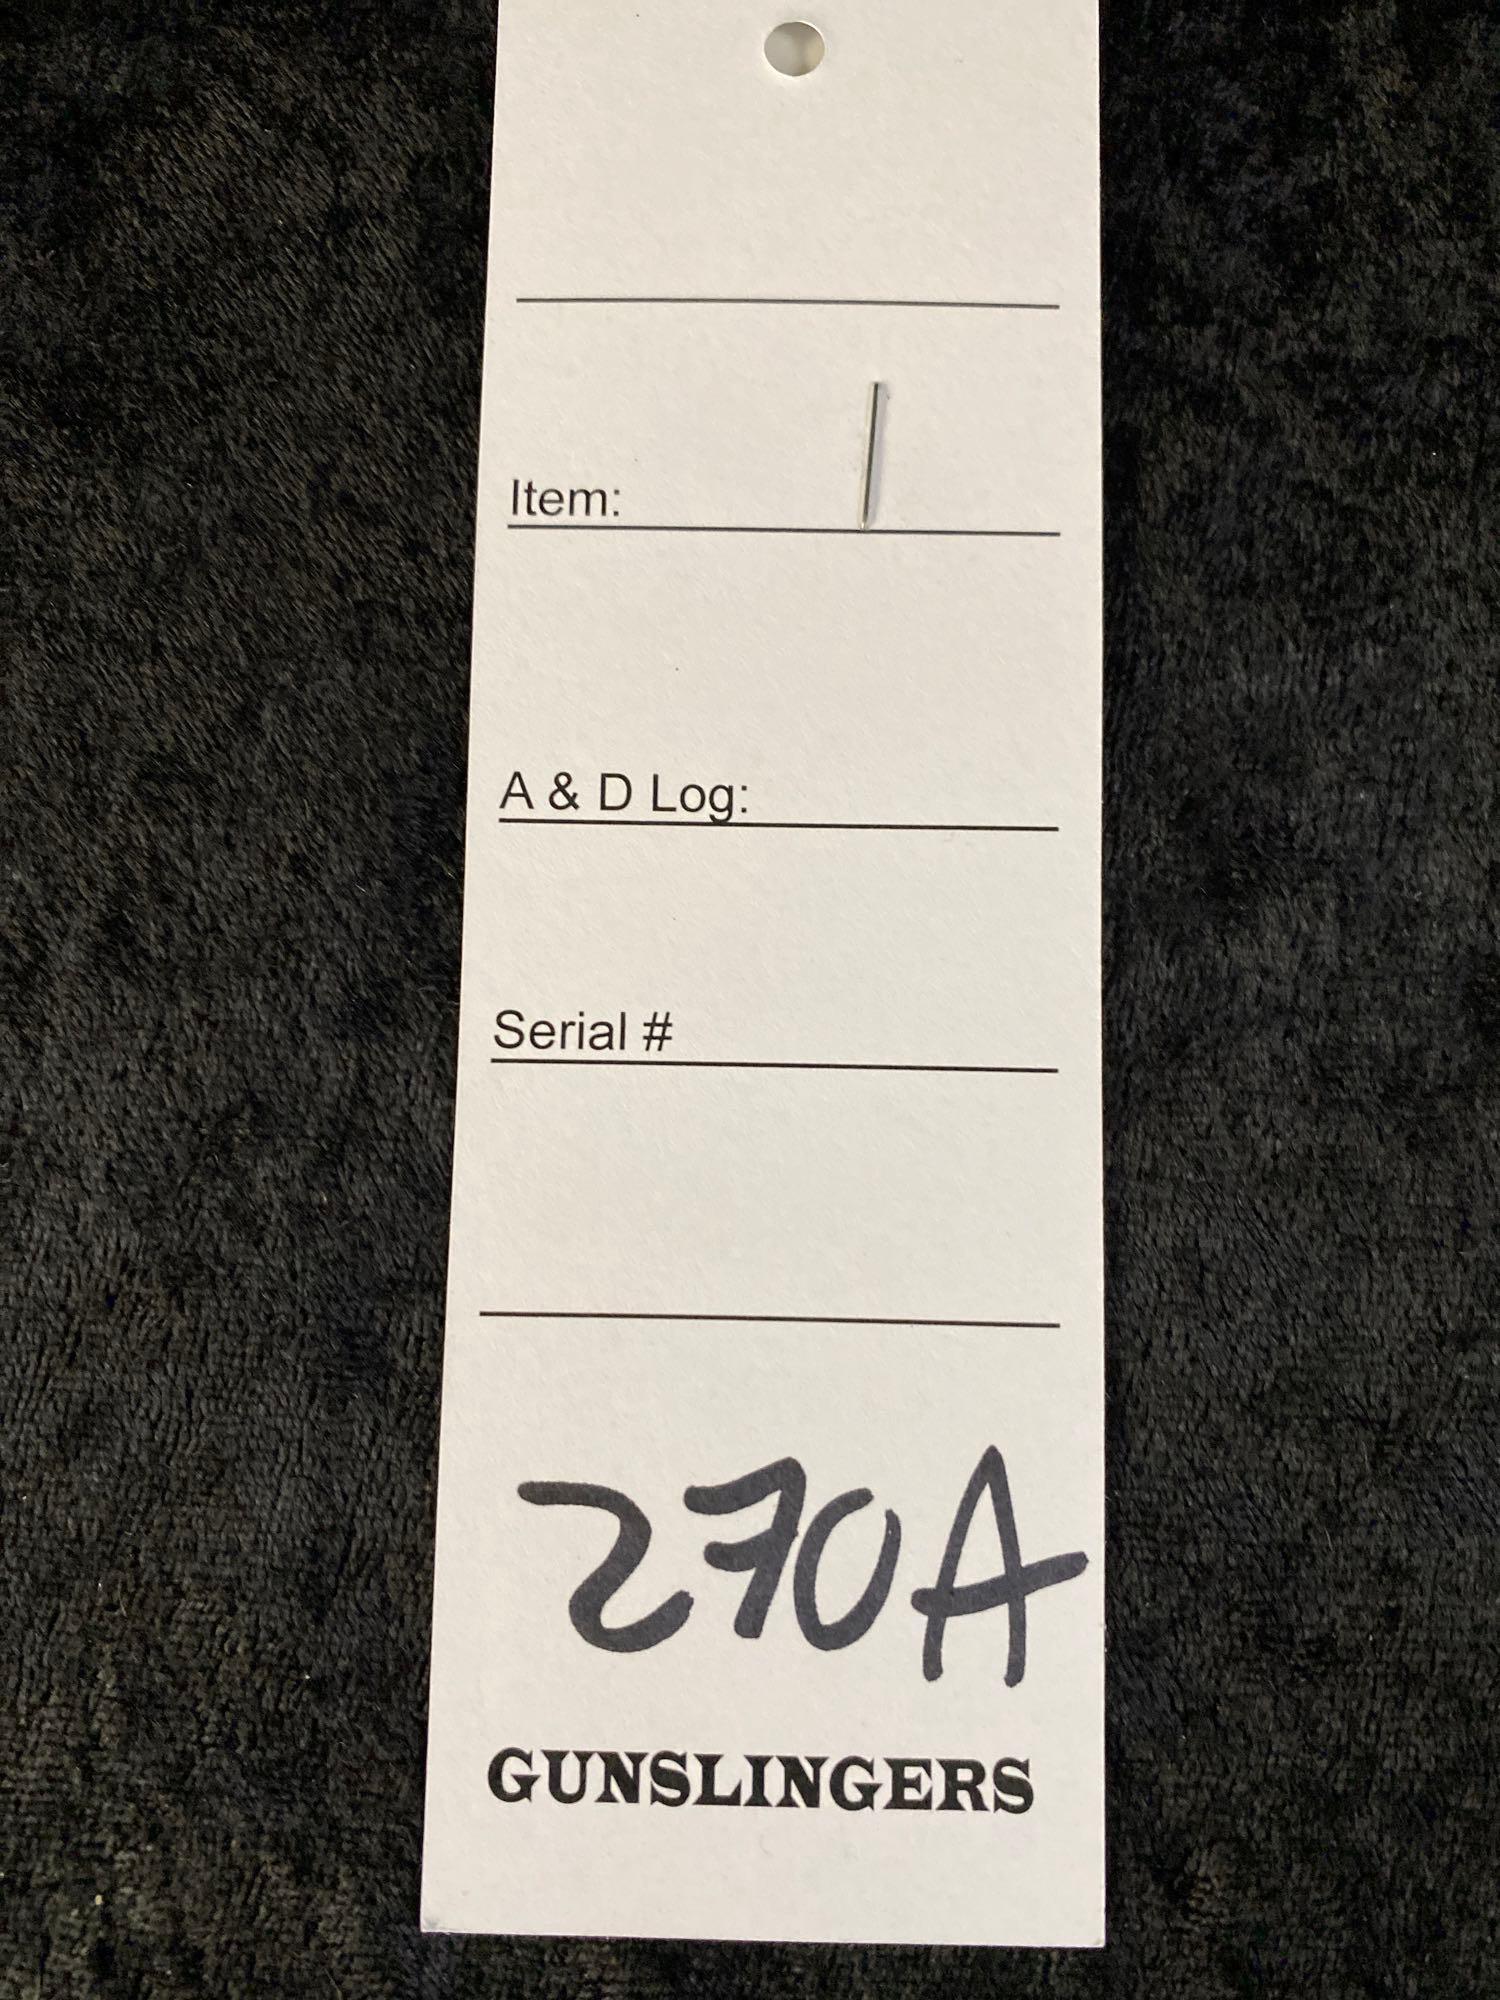 Item:
A & D Log:
Serial #
270A
GUNSLINGERS